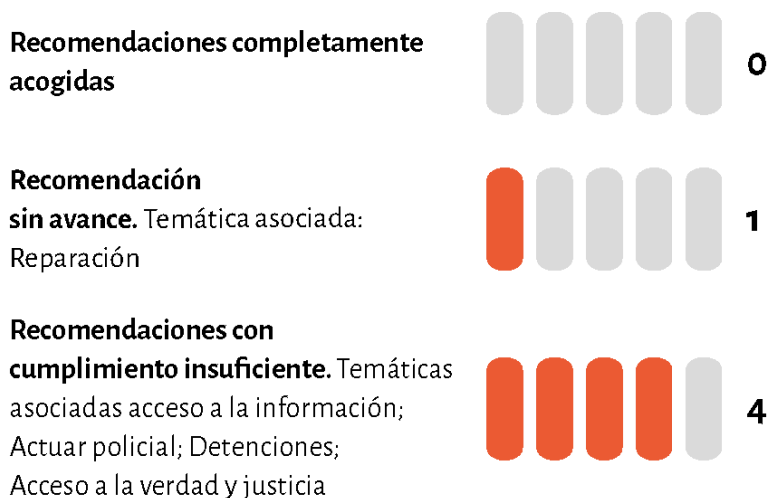 Recomendaciones completamente
acogidas
0
Recomendación
sin avance. Temática asociada:
Reparación
1
Recomendaciones con
cumplimiento insuficiente. Temáticas
asociadas acceso a la información;
Actuar policial; Detenciones;
Acceso a la verdad y justicia
4